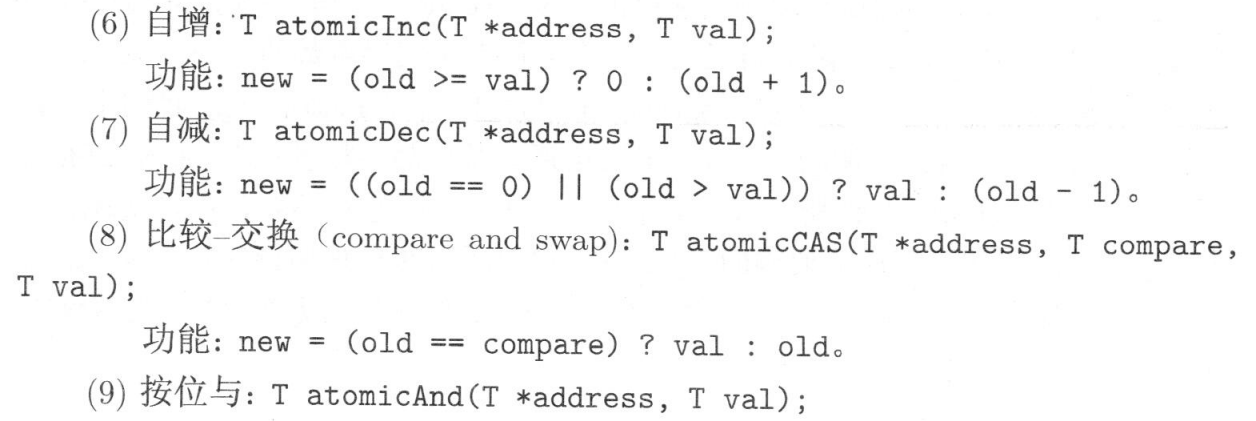 (6) 自增: T atomicInc(T *address, T val);
功能: new = (old >= val) ? 0 : (old + 1)。
(7) 自减: T atomicDec(T *address, T val);
功能: new = ((old == 0) || (old > val)) ? val : (old - 1)。
(8) 比较–交换（compare and swap): T atomicCAS(T *address, T compare,
T val);
功能: new = (old == compare) ? val : old。
(9) 按位与: T atomicAnd(T *address, T val);